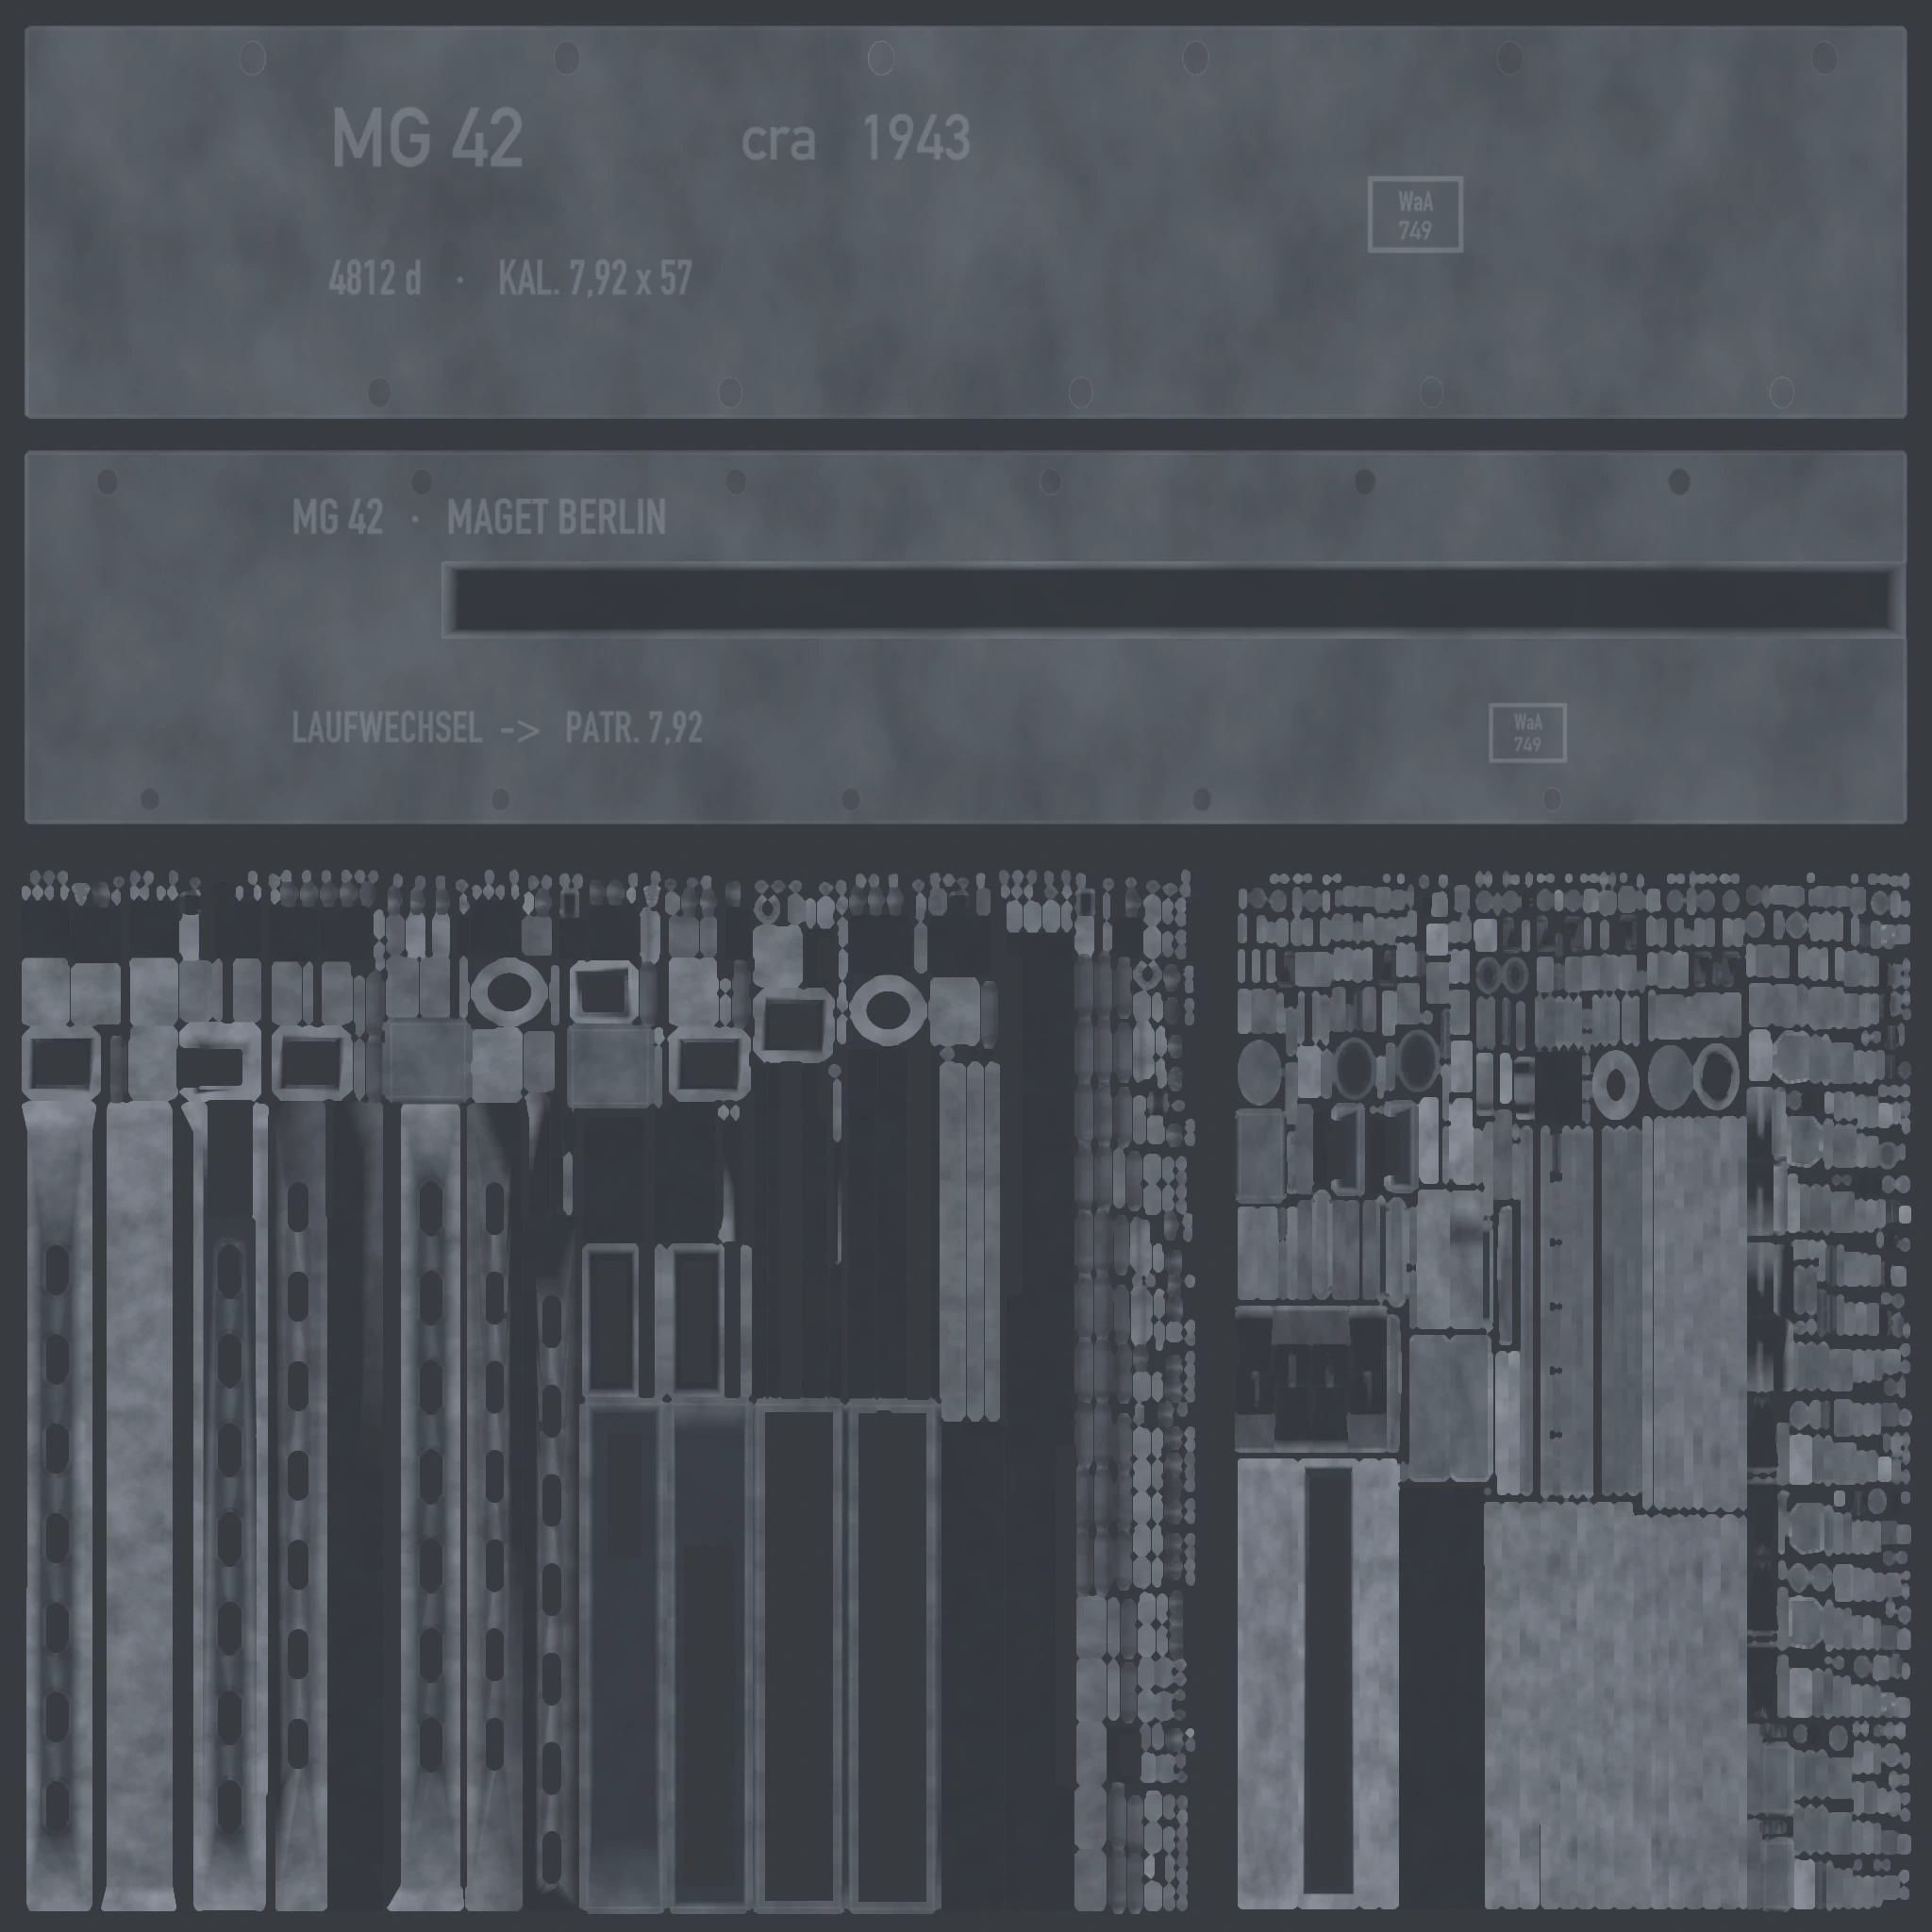 MG 42 cra 1943
WaA
749
4812 d · KAL. 7,92 x 57
MG 42 · MAGET BERLIN
LAUFWECHSEL -> PATR. 7,92
WaA
749